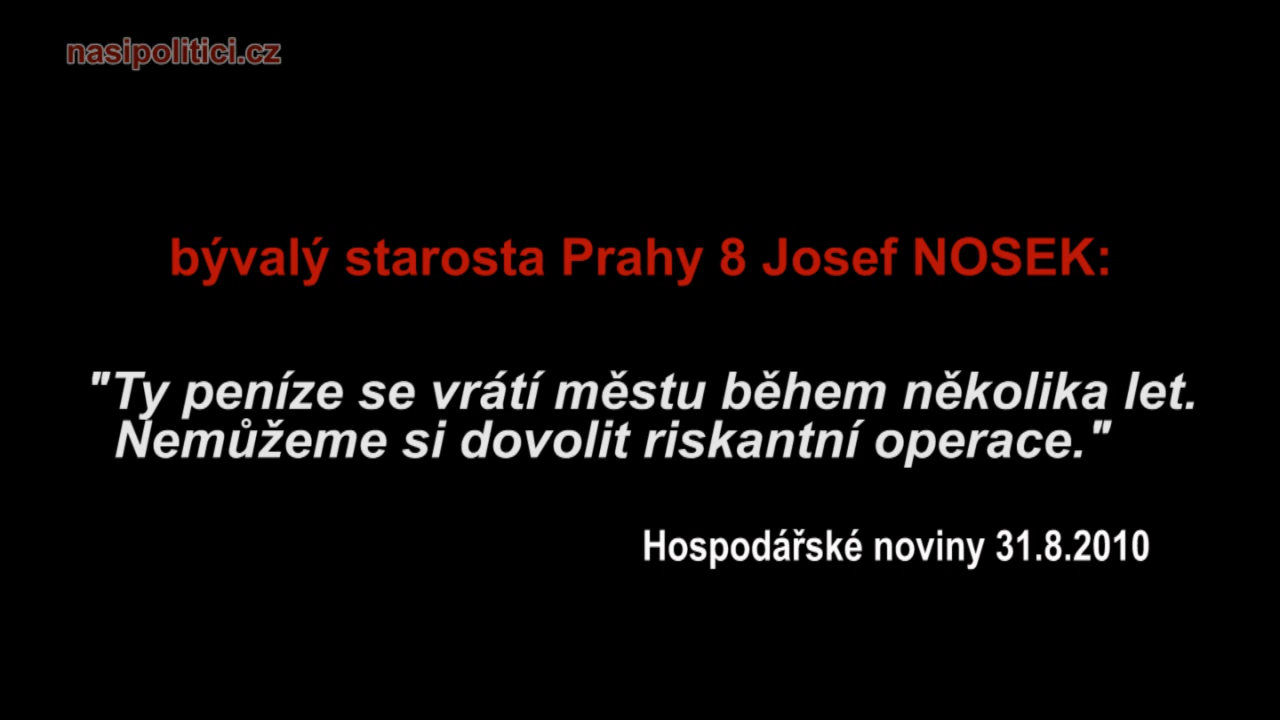 nasipolitici.cz
bývalý starosta Prahy 8 Josef NOSEK:
"Ty peníze se vrátí městu během několika let.
Nemůžeme si dovolit riskantní operace."
Hospodářské noviny 31.8.2010